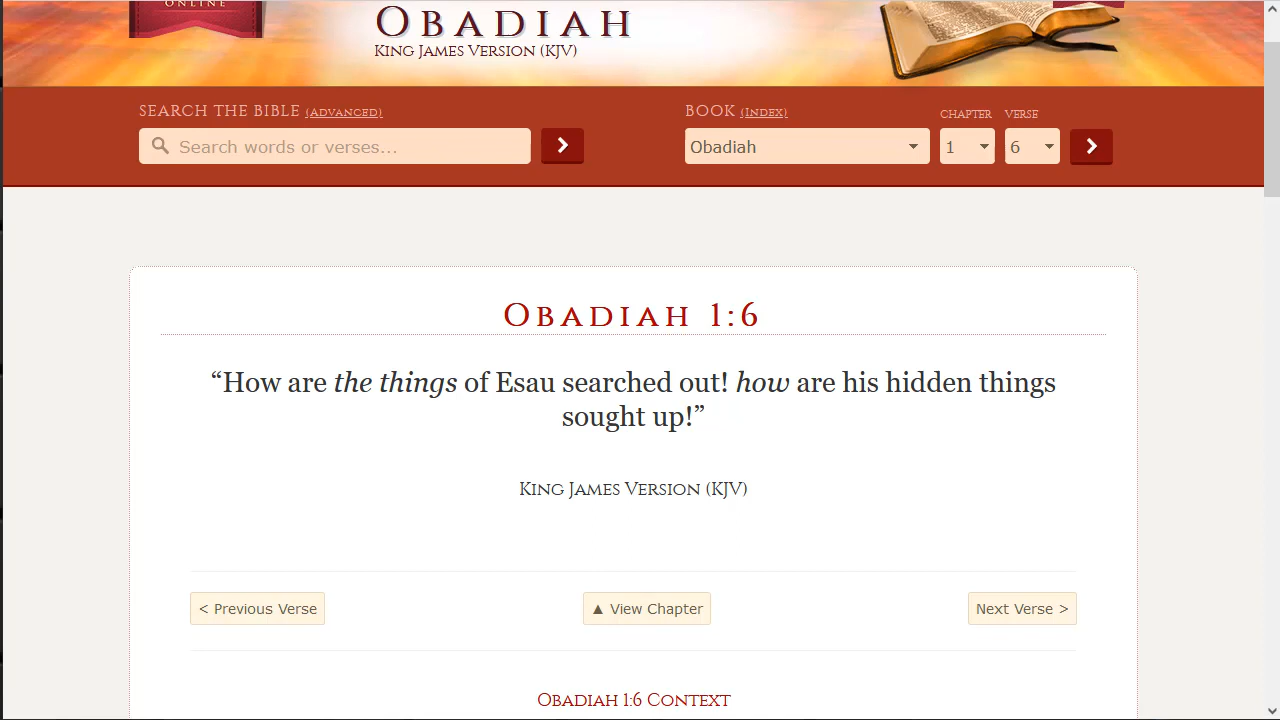 ONLINE
OBADIAH
KING JAMES VERSION (KJV)
SEARCH THE BIBLE (ADVANCED)
BOOK (INDEX)
CHAPTER VERSE
Search words or verses...
Obadiah
1
6
OBADIAH 1:6
“How are the things of Esau searched out! how are his hidden things
sought up!”
KING JAMES VERSION (KJV)
< Previous Verse
▲ View Chapter
Next Verse >
OBADIAH 1:6 CONTEXT